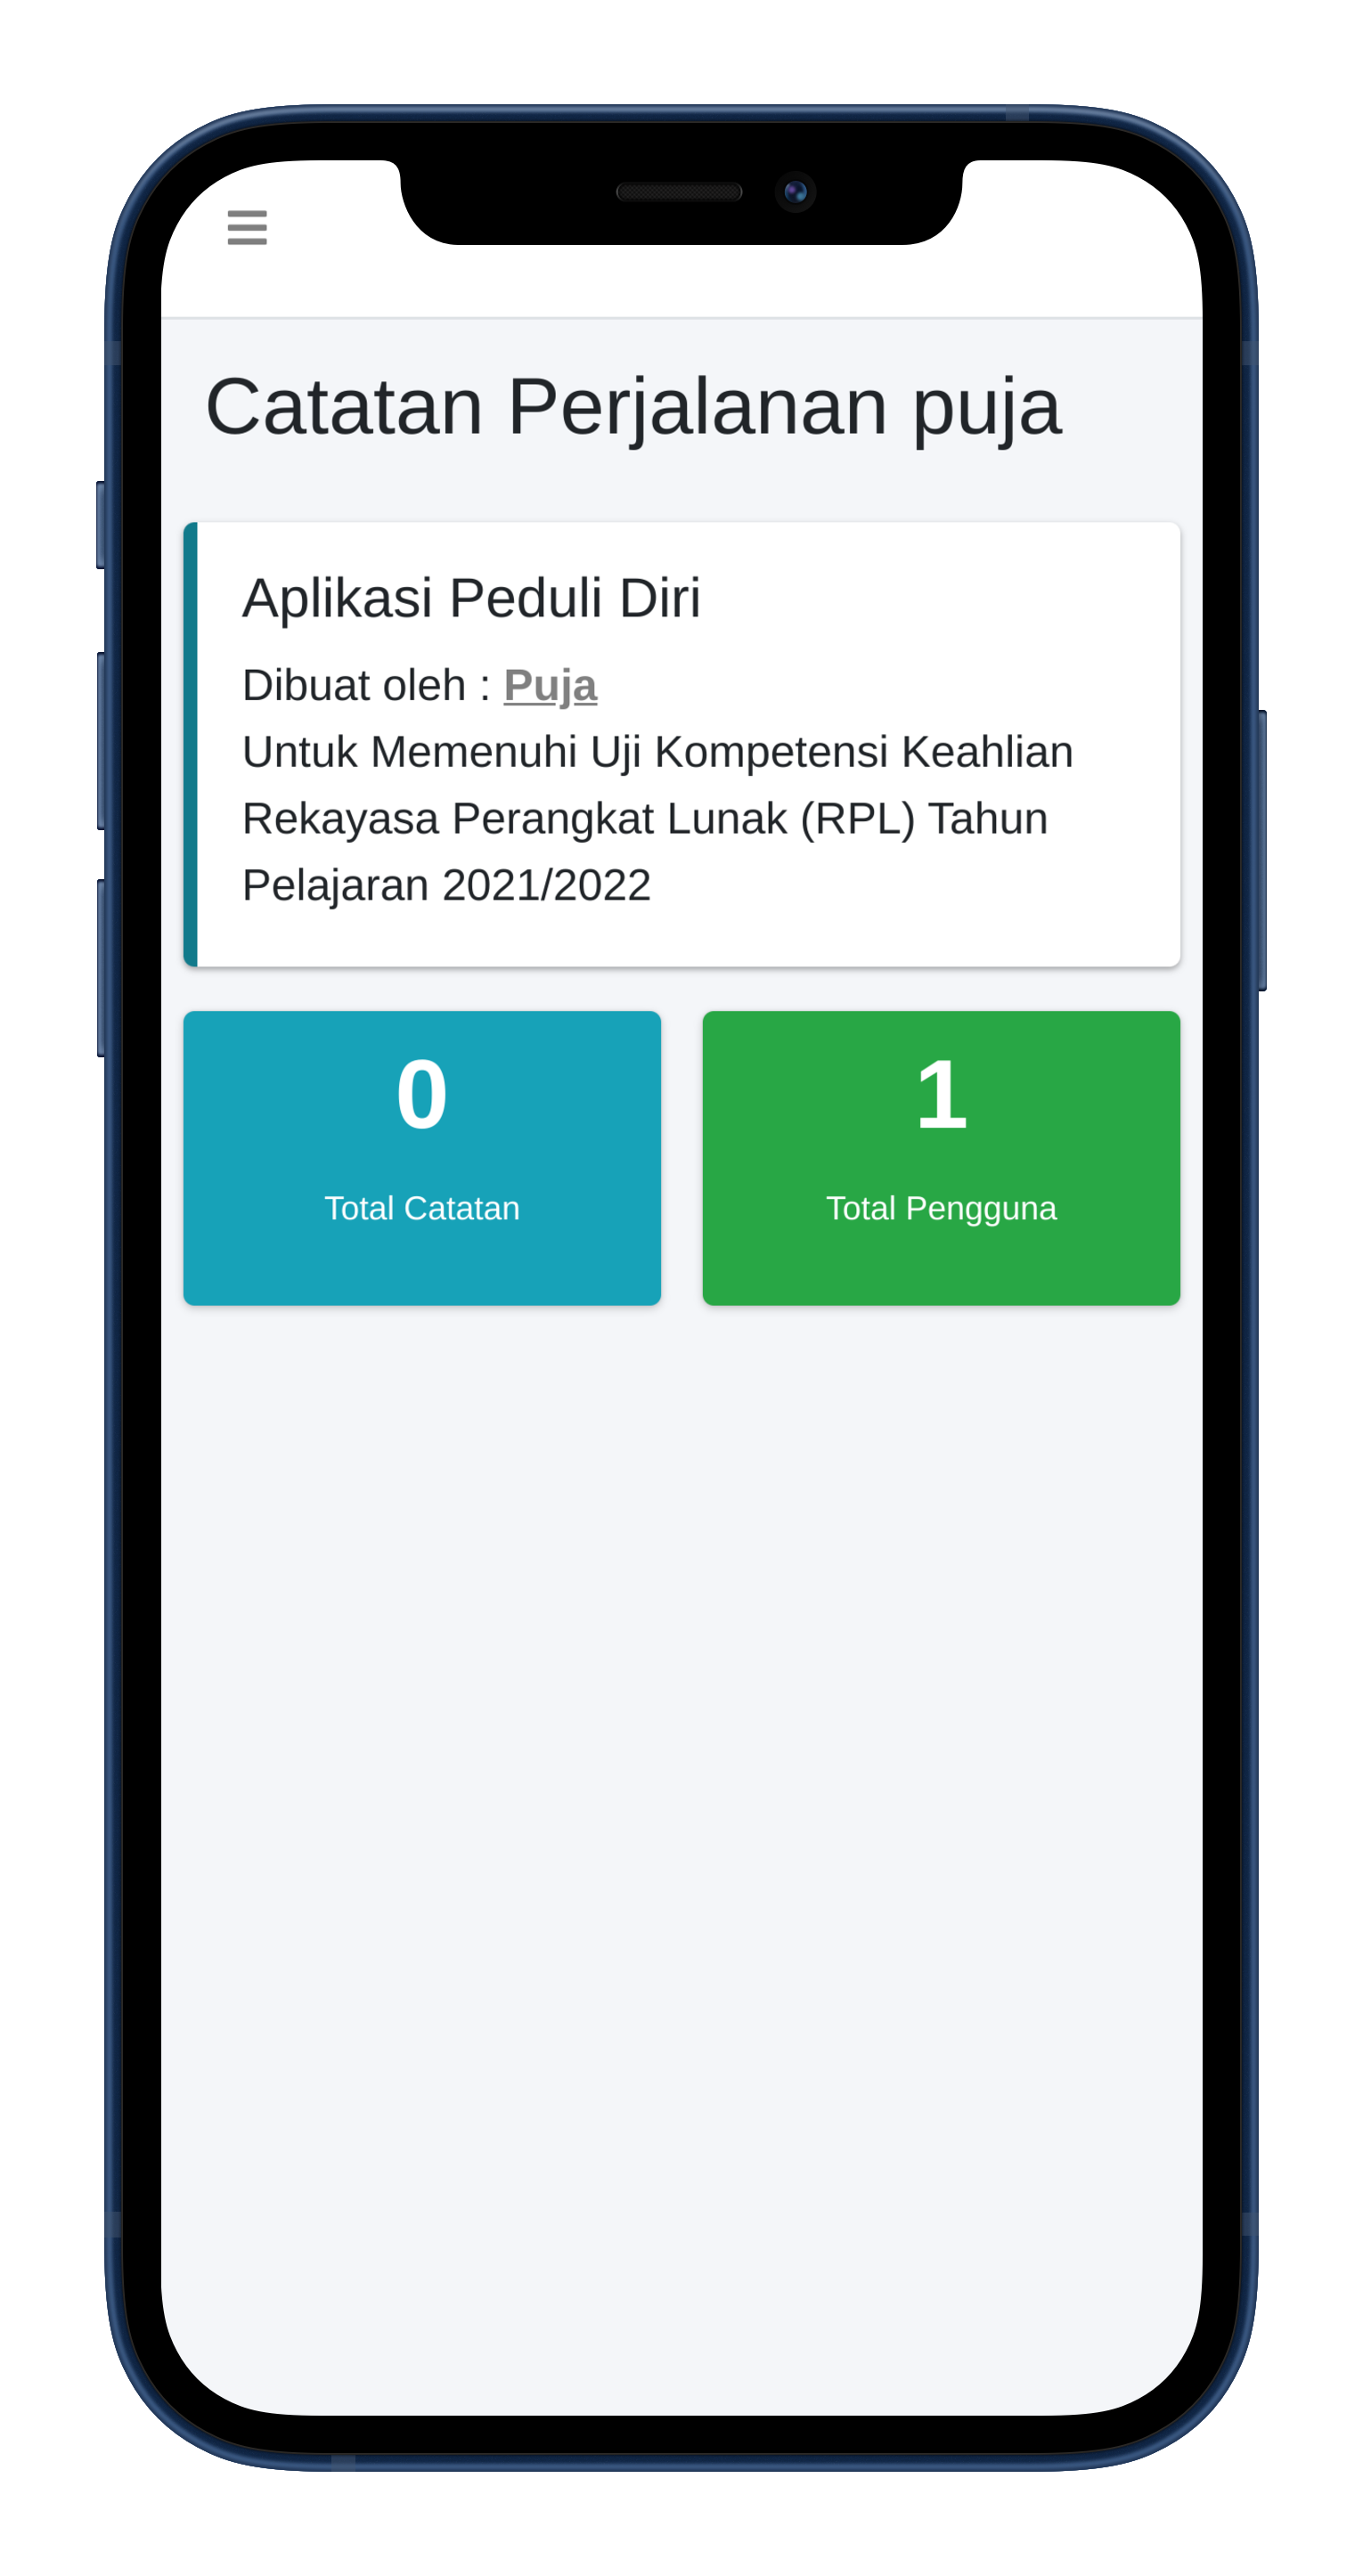 Catatan Perjalanan puja
Aplikasi Peduli Diri
Dibuat oleh : Puja
Untuk Memenuhi Uji Kompetensi Keahlian
Rekayasa Perangkat Lunak (RPL) Tahun
Pelajaran 2021/2022
0
Total Catatan
1
Total Pengguna